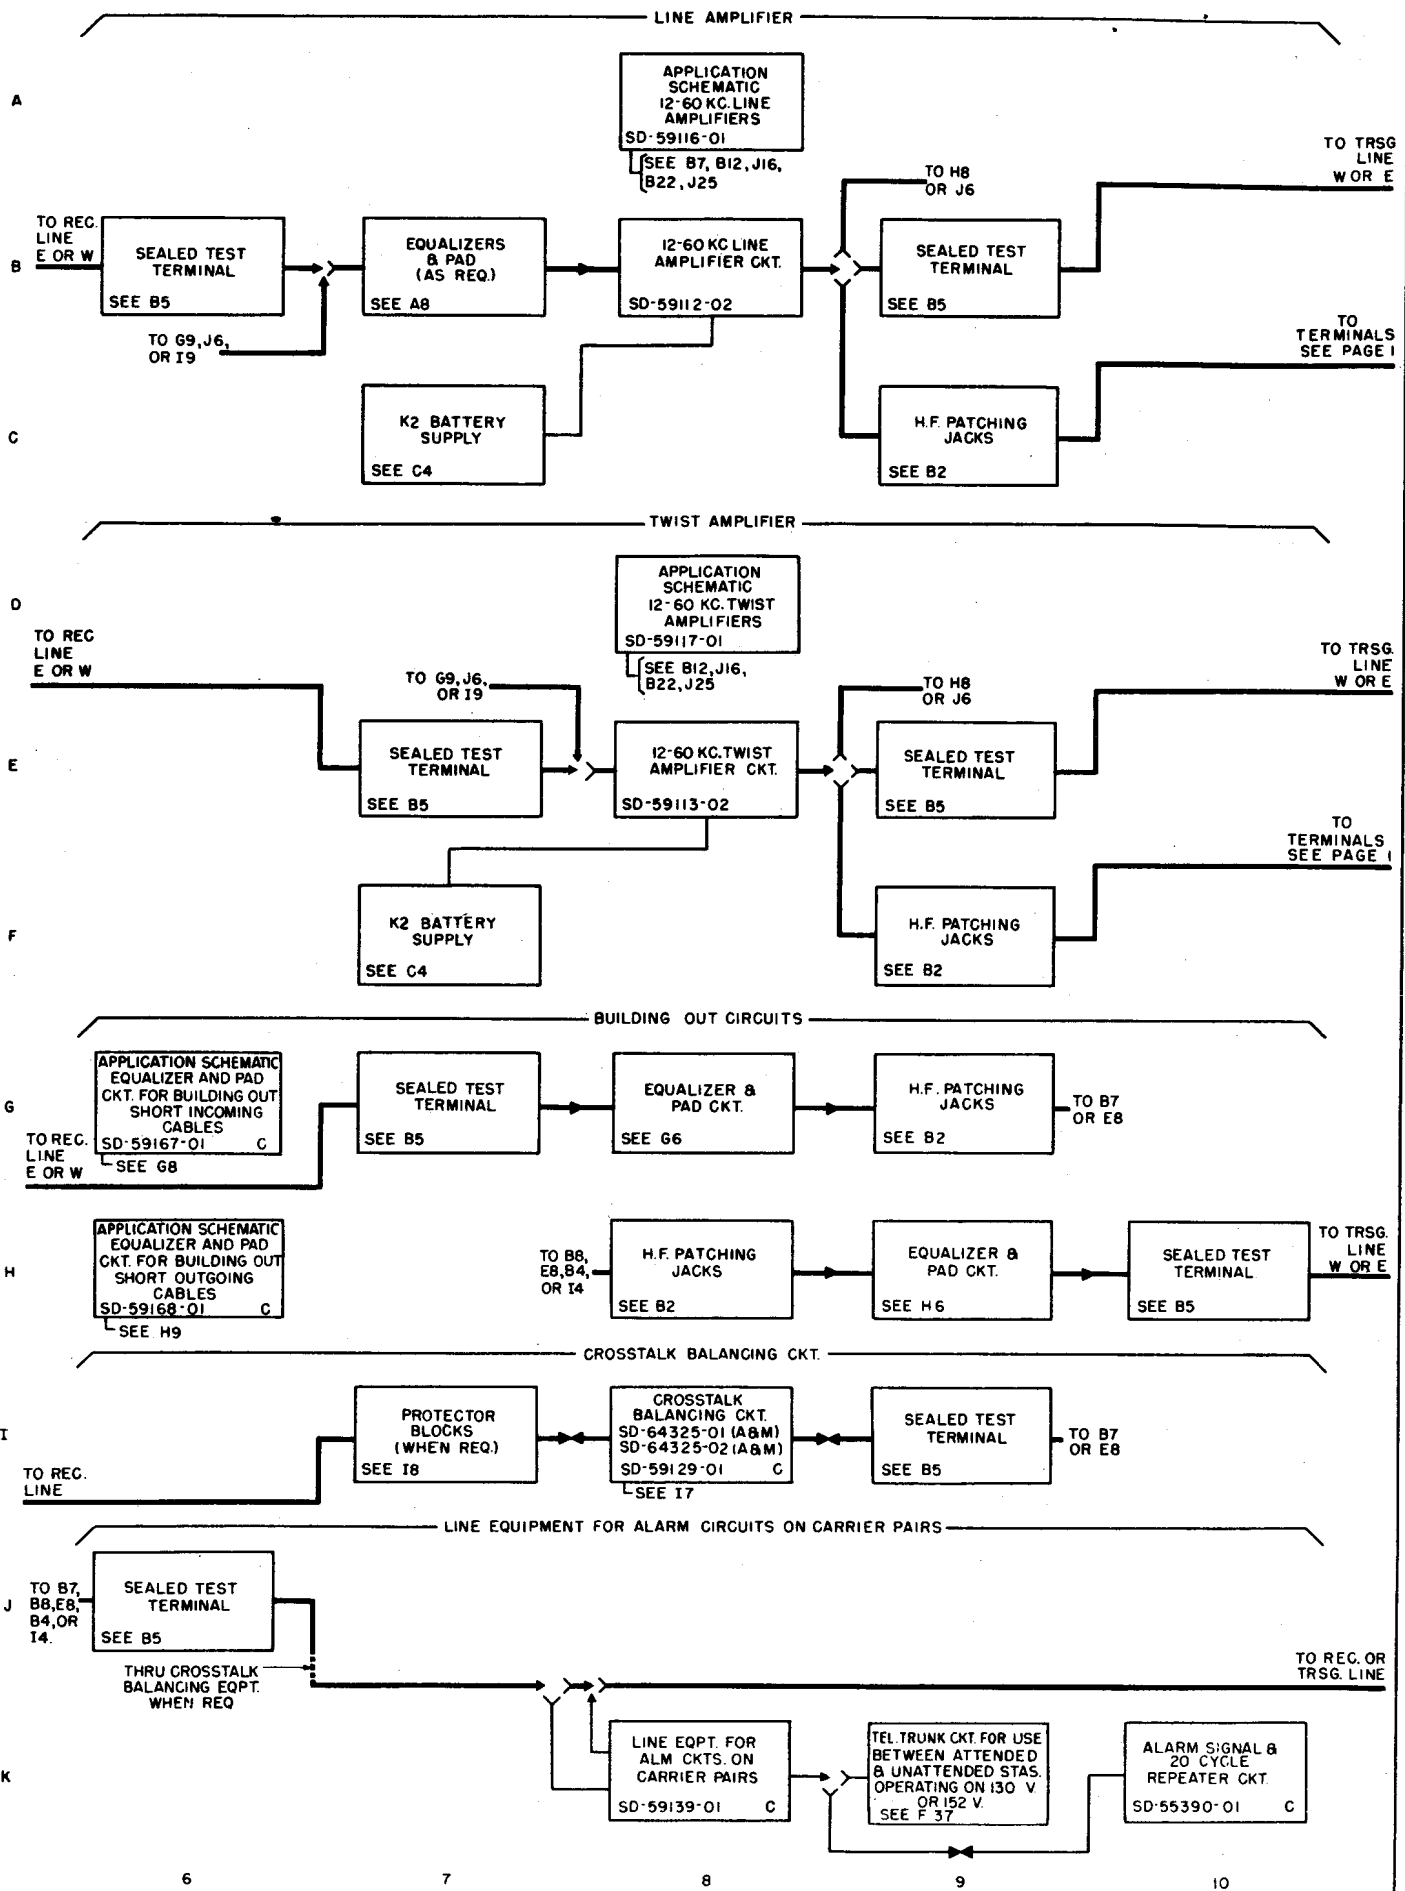 LINE AMPLIFIER
A
APPLICATION
SCHEMATIC
12-60 KC. LINE
AMPLIFIERS
SD-59116-01
SEE B7, B12, J16,
B22, J25
TO H8
OR J6
TO TRSG
LINE
W OR E
B
TO REC.
LINE
E OR W
SEALED TEST
TERMINAL
SEE B5
EQUALIZERS
& PAD
(AS REQ.)
SEE A8
12-60 KC LINE
AMPLIFIER CKT.
SD-59112-02
SEALED TEST
TERMINAL
SEE B5
TO G9, J6,
OR I9
TO
TERMINALS
SEE PAGE 1
C
K2 BATTERY
SUPPLY
SEE C4
H.F. PATCHING
JACKS
SEE B2
TWIST AMPLIFIER
D
APPLICATION
SCHEMATIC
12-60 KC. TWIST
AMPLIFIERS
SD-59117-01
SEE B12, J16,
B22, J25
TO REC
LINE
E OR W
TO G9, J6,
OR I9
TO H8
OR J6
TO TRSG.
LINE
W OR E
E
SEALED TEST
TERMINAL
SEE B5
12-60 KC. TWIST
AMPLIFIER CKT.
SD-59113-02
SEALED TEST
TERMINAL
SEE B5
TO
TERMINALS
SEE PAGE 1
F
K2 BATTERY
SUPPLY
SEE C4
H.F. PATCHING
JACKS
SEE B2
BUILDING OUT CIRCUITS
G
APPLICATION SCHEMATIC
EQUALIZER AND PAD
CKT. FOR BUILDING OUT
SHORT INCOMING
CABLES
SD-59167-01 C
SEE G8
TO REC.
LINE
E OR W
SEALED TEST
TERMINAL
SEE B5
EQUALIZER &
PAD CKT.
SEE G6
H.F. PATCHING
JACKS
SEE B2
TO B7
OR E8
H
APPLICATION SCHEMATIC
EQUALIZER AND PAD
CKT. FOR BUILDING OUT
SHORT OUTGOING
CABLES
SD-59168-01 C
SEE H9
TO B8,
E8, B4,
OR I4
H.F. PATCHING
JACKS
SEE B2
EQUALIZER &
PAD CKT.
SEE H6
SEALED TEST
TERMINAL
SEE B5
TO TRSG.
LINE
W OR E
CROSSTALK BALANCING CKT.
I
TO REC.
LINE
PROTECTOR
BLOCKS
(WHEN REQ.)
SEE I8
CROSSTALK
BALANCING CKT.
SD-64325-01 (A&M)
SD-64325-02 (A&M)
SD-59129-01 C
SEE I7
SEALED TEST
TERMINAL
SEE B5
TO B7
OR E8
LINE EQUIPMENT FOR ALARM CIRCUITS ON CARRIER PAIRS
J
TO B7,
B8, E8,
B4, OR
I4.
SEALED TEST
TERMINAL
SEE B5
THRU CROSSTALK
BALANCING EQPT.
WHEN REQ
TO REC. OR
TRSG. LINE
K
LINE EQPT. FOR
ALM CKTS. ON
CARRIER PAIRS
SD-59139-01 C
TEL. TRUNK CKT. FOR USE
BETWEEN ATTENDED
& UNATTENDED STAS.
OPERATING ON 130 V.
OR 152 V.
SEE F 37
ALARM SIGNAL &
20 CYCLE
REPEATER CKT.
SD-55390-01 C
6 7 8 9 10